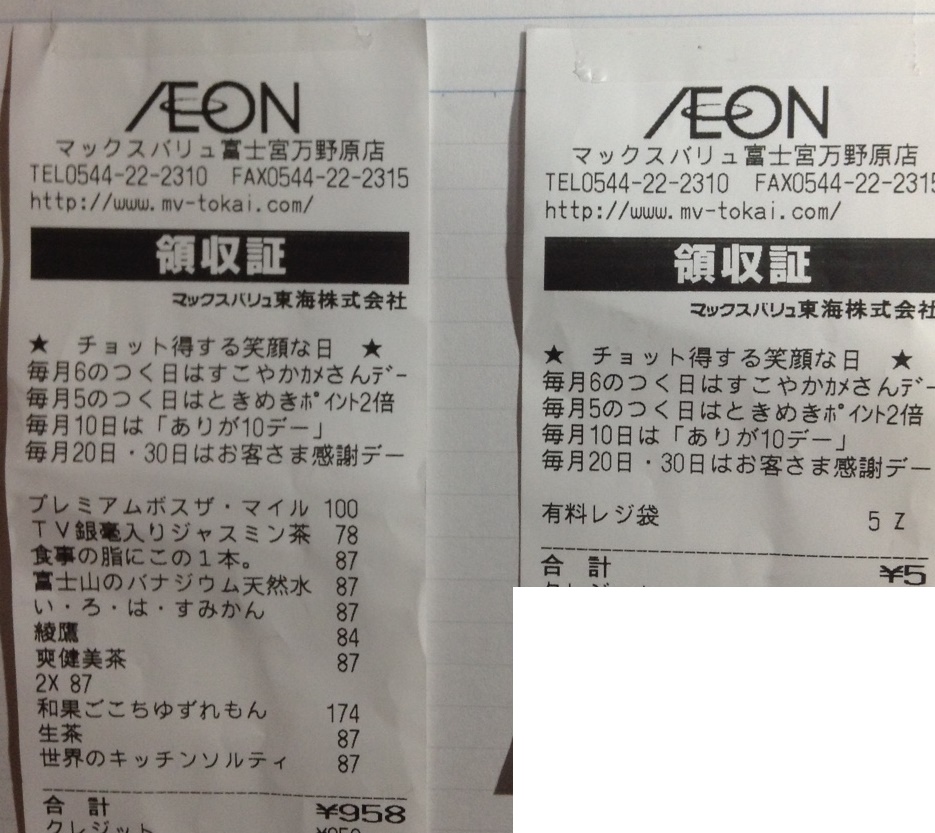 ÆON
マックスバリュ富士宮万野原店
TEL0544-22-2310 FAX0544-22-2315
http://www.mv-tokai.com/
領収証
マックスバリュ東海株式会社
★ チョット得する笑顔な日 ★
毎月6のつく日はすこやかｶﾒさんﾃﾞｰ
毎月5のつく日はときめきﾎﾟｲﾝﾄ2倍
毎月10日は「ありが10デー」
毎月20日・30日はお客さま感謝デー
プレミアムボスザ・マイル 100
ＴＶ銀毫入りジャスミン茶 78
食事の脂にこの１本。 87
富士山のバナジウム天然水 87
い・ろ・は・すみかん 87
綾鷹 84
爽健美茶 87
2X 87
和果ごこちゆずれもん 174
生茶 87
世界のキッチンソルティ 87
合 計 ¥958
クレジット
ÆON
マックスバリュ富士宮万野原店
TEL0544-22-2310 FAX0544-22-2315
http://www.mv-tokai.com/
領収証
マックスバリュ東海株式会社
★ チョット得する笑顔な日 ★
毎月6のつく日はすこやかｶﾒさんﾃﾞｰ
毎月5のつく日はときめきﾎﾟｲﾝﾄ2倍
毎月10日は「ありが10デー」
毎月20日・30日はお客さま感謝デー
有料レジ袋 5 Z
合 計 ¥5